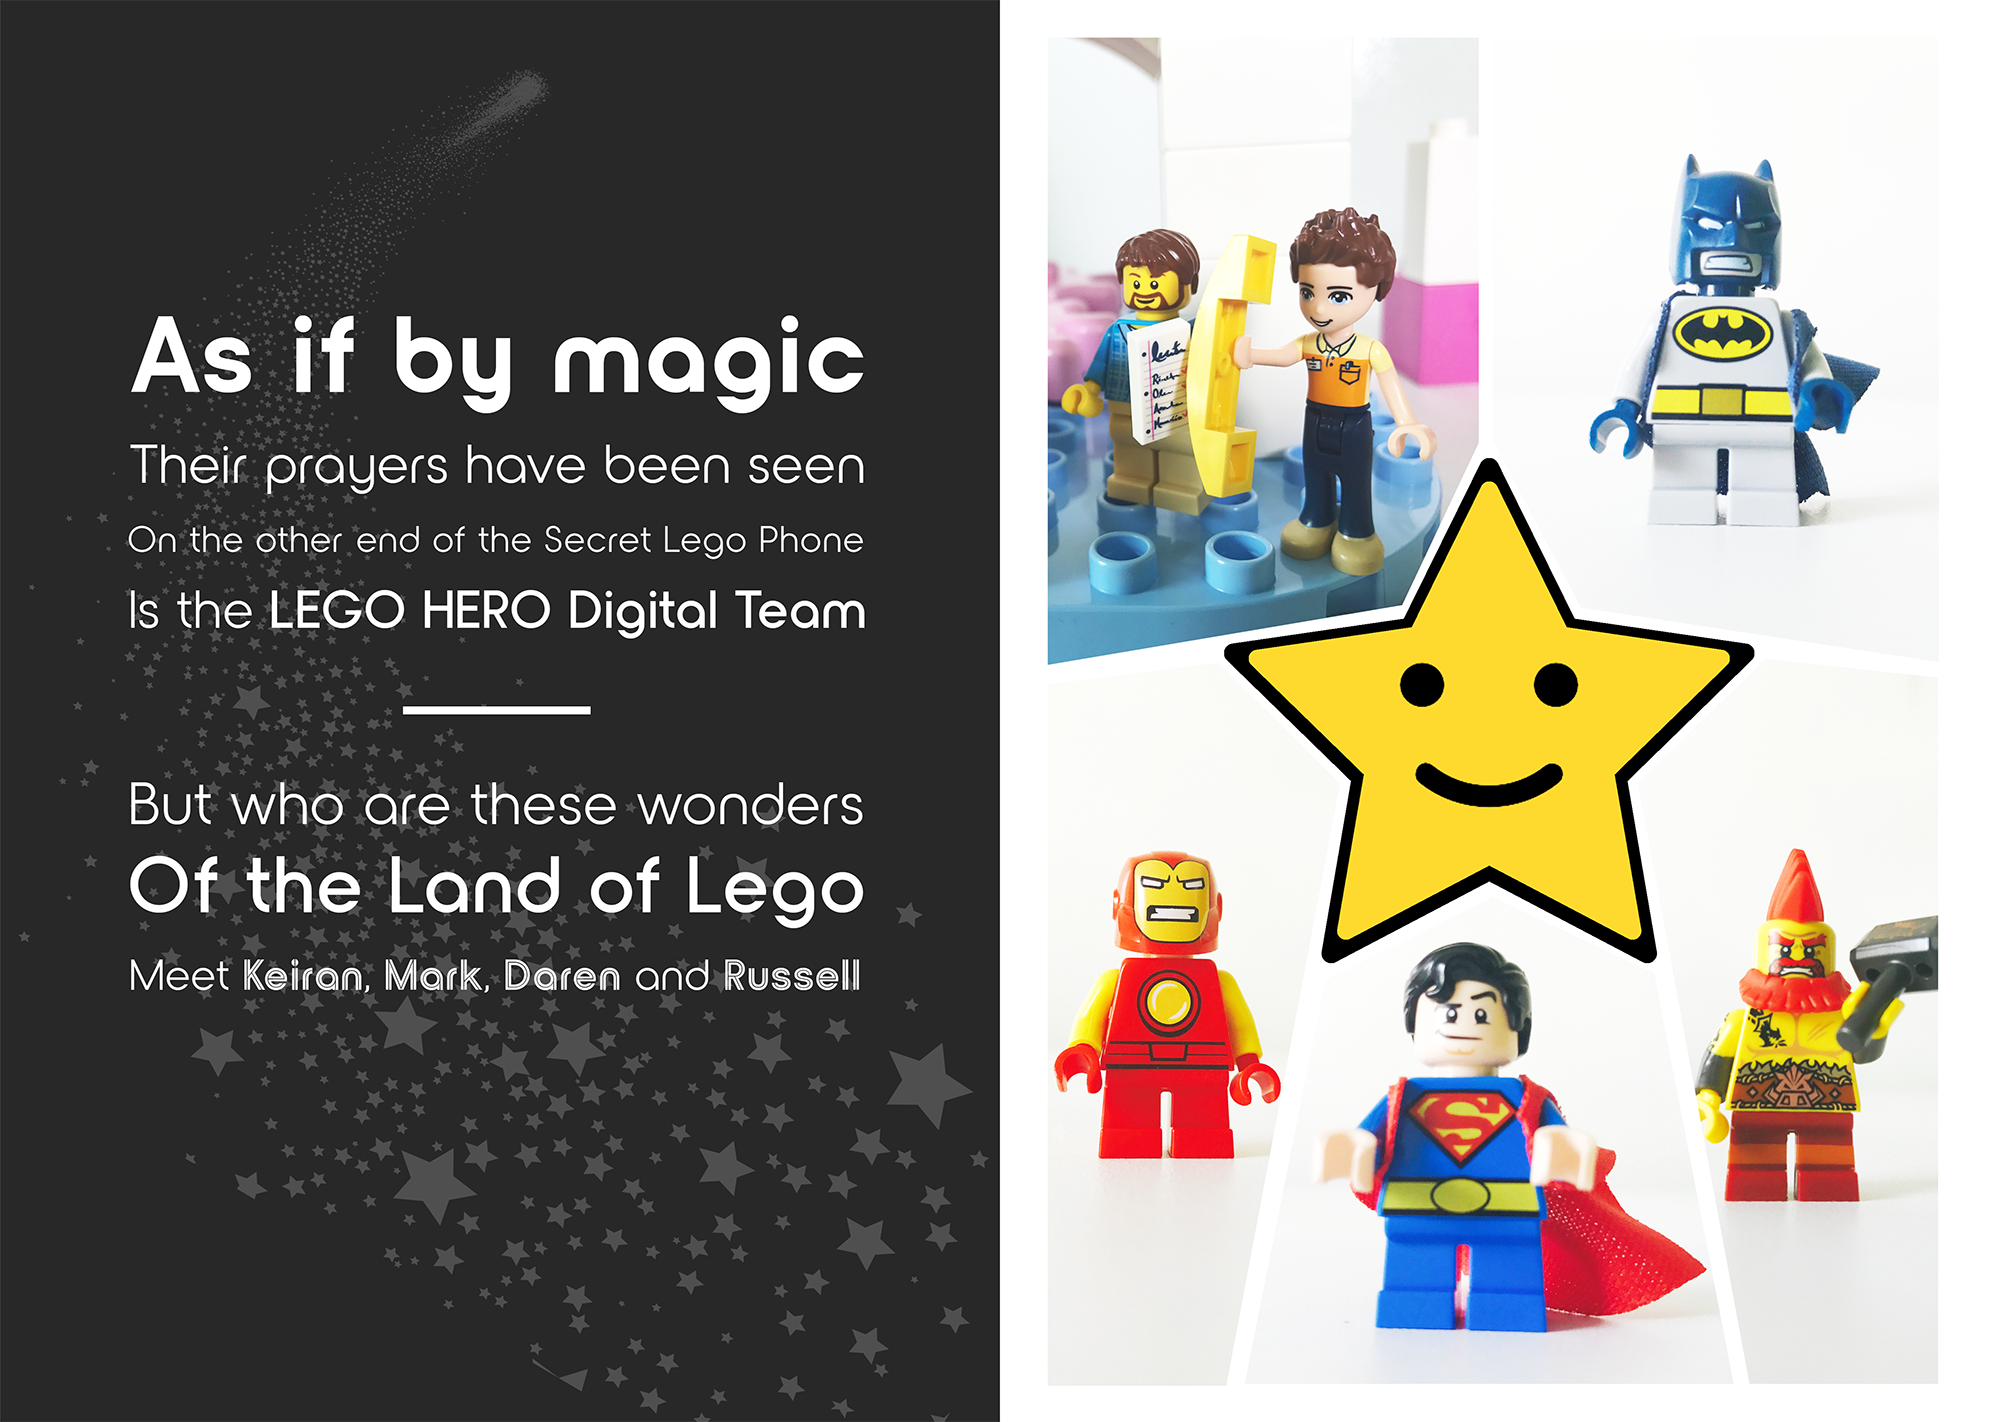 As if by magic
Their prayers have been seen
On the other end of the Secret Lego Phone
Is the LEGO HERO Digital Team
But who are these wonders
Of the Land of Lego
Meet Keiran, Mark, Daren and Russell